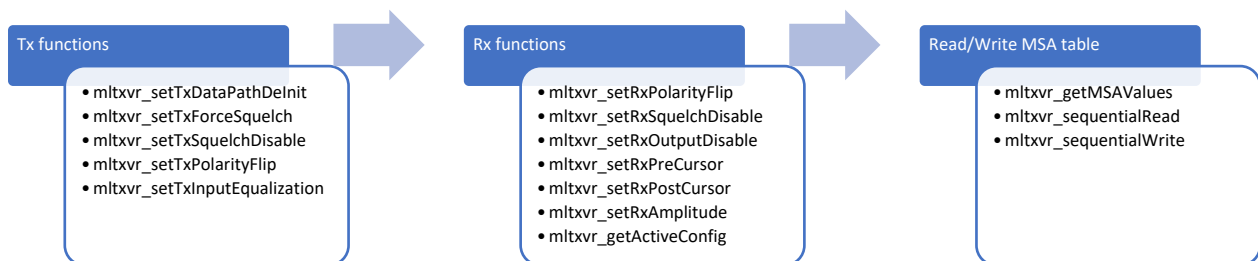 Tx functions
• mltxvr_setTxDataPathDeInit
• mltxvr_setTxForceSquelch
• mltxvr_setTxSquelchDisable
• mltxvr_setTxPolarityFlip
• mltxvr_setTxInputEqualization
Rx functions
• mltxvr_setRxPolarityFlip
• mltxvr_setRxSquelchDisable
• mltxvr_setRxOutputDisable
• mltxvr_setRxPreCursor
• mltxvr_setRxPostCursor
• mltxvr_setRxAmplitude
• mltxvr_getActiveConfig
Read/Write MSA table
• mltxvr_getMSAValues
• mltxvr_sequentialRead
• mltxvr_sequentialWrite